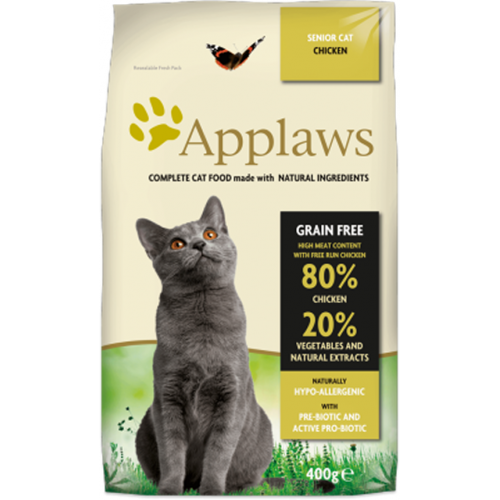 SENIOR CAT
CHICKEN
Resealable Fresh Pack
Applaws
COMPLETE CAT FOOD made with NATURAL INGREDIENTS
GRAIN FREE
HIGH MEAT CONTENT
WITH FREE RUN CHICKEN
80%
CHICKEN
20%
VEGETABLES AND
NATURAL EXTRACTS
NATURALLY
HYPO-ALLERGENIC
WITH
PRE-BIOTIC AND
ACTIVE PRO-BIOTIC
400g℮